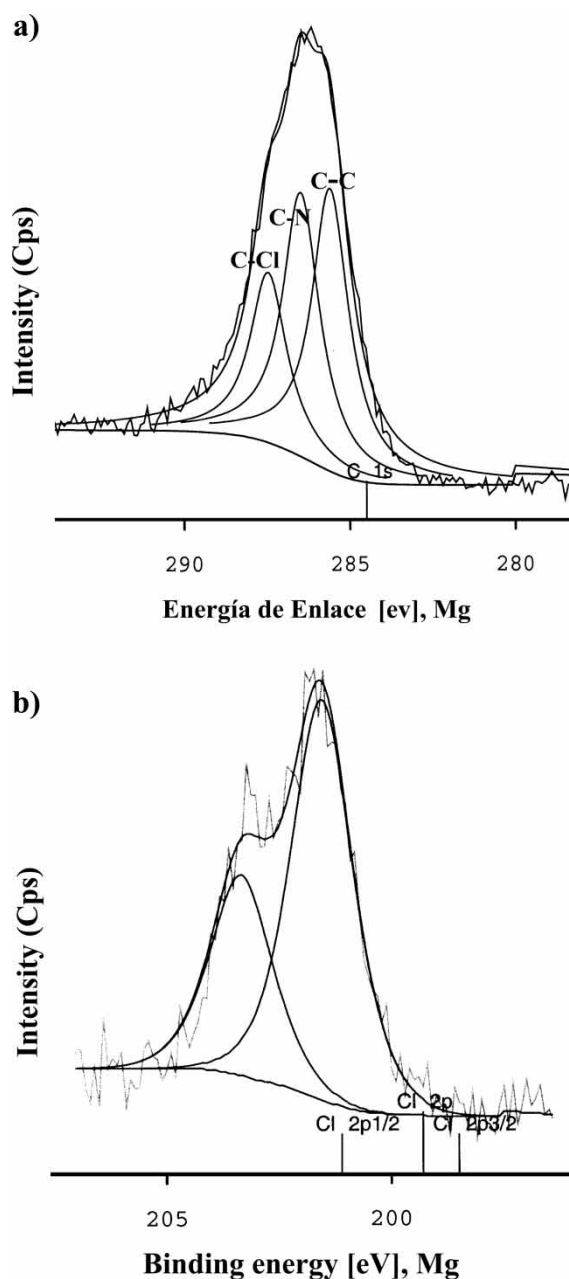 a)
Intensity (Cps)
C-C
C-N
C-Cl
C 1s
290 285 280
Energía de Enlace [ev], Mg
b)
Intensity (Cps)
Cl 2p
Cl 2p1/2 Cl 2p3/2
205 200
Binding energy [eV], Mg